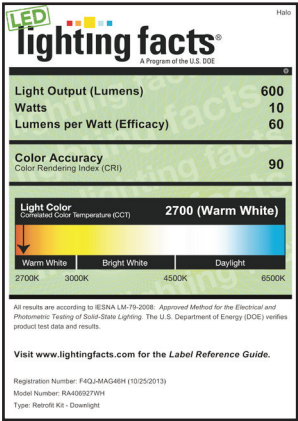 Halo
LED
lighting facts®
A Program of the U.S. DOE
Light Output (Lumens) 600
Watts 10
Lumens per Watt (Efficacy) 60
Color Accuracy
Color Rendering Index (CRI) 90
Light Color
Correlated Color Temperature (CCT) 2700 (Warm White)
Warm White Bright White Daylight
2700K 3000K 4500K 6500K
All results are according to IESNA LM-79-2008: Approved Method for the Electrical and
Photometric Testing of Solid-State Lighting. The U.S. Department of Energy (DOE) verifies
product test data and results.
Visit www.lightingfacts.com for the Label Reference Guide.
Registration Number: F4QJ-MAG46H (10/25/2013)
Model Number: RA406927WH
Type: Retrofit Kit - Downlight